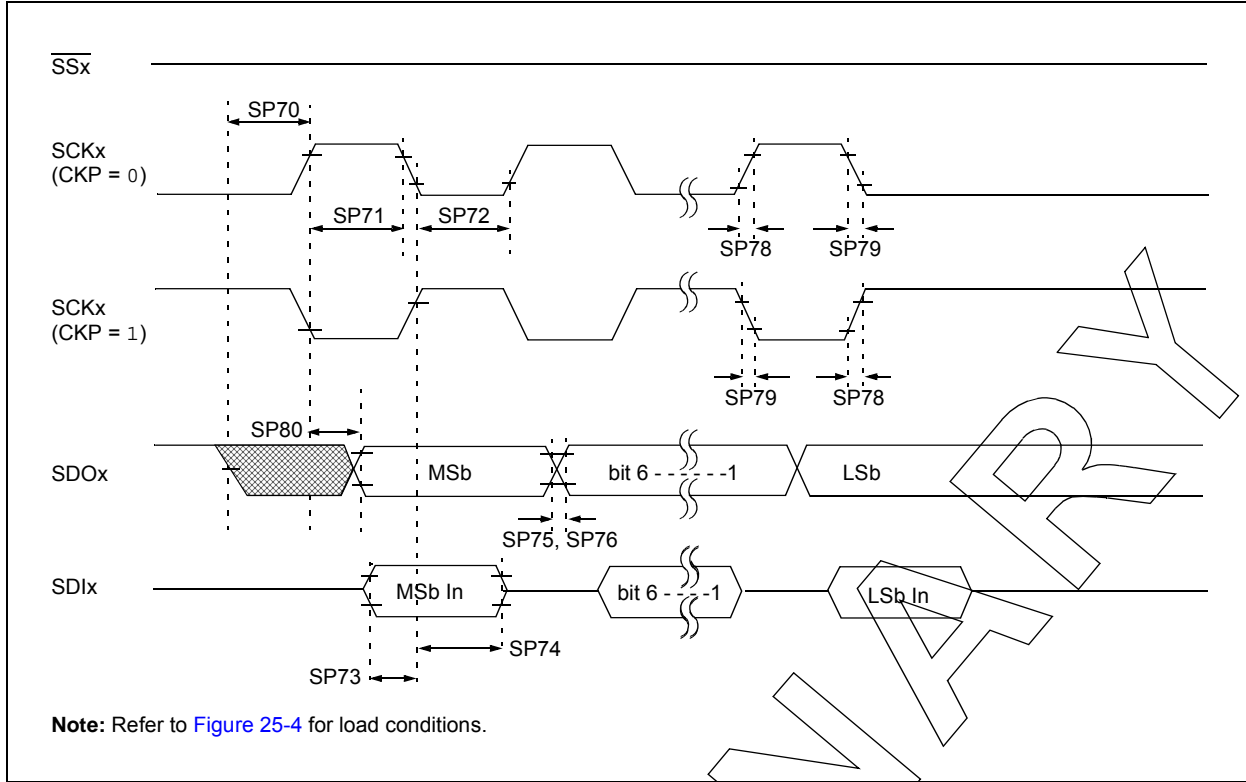 SSx
SP70
SCKx
(CKP = 0)
SP71
SP72
SP78
SP79
SCKx
(CKP = 1)
SP79
SP78
SP80
SDOx
MSb
bit 6 - - - - - -1
LSb
SP75, SP76
SDIx
MSb In
bit 6 - - - -1
LSb In
SP74
SP73
Note: Refer to Figure 25-4 for load conditions.
ARY